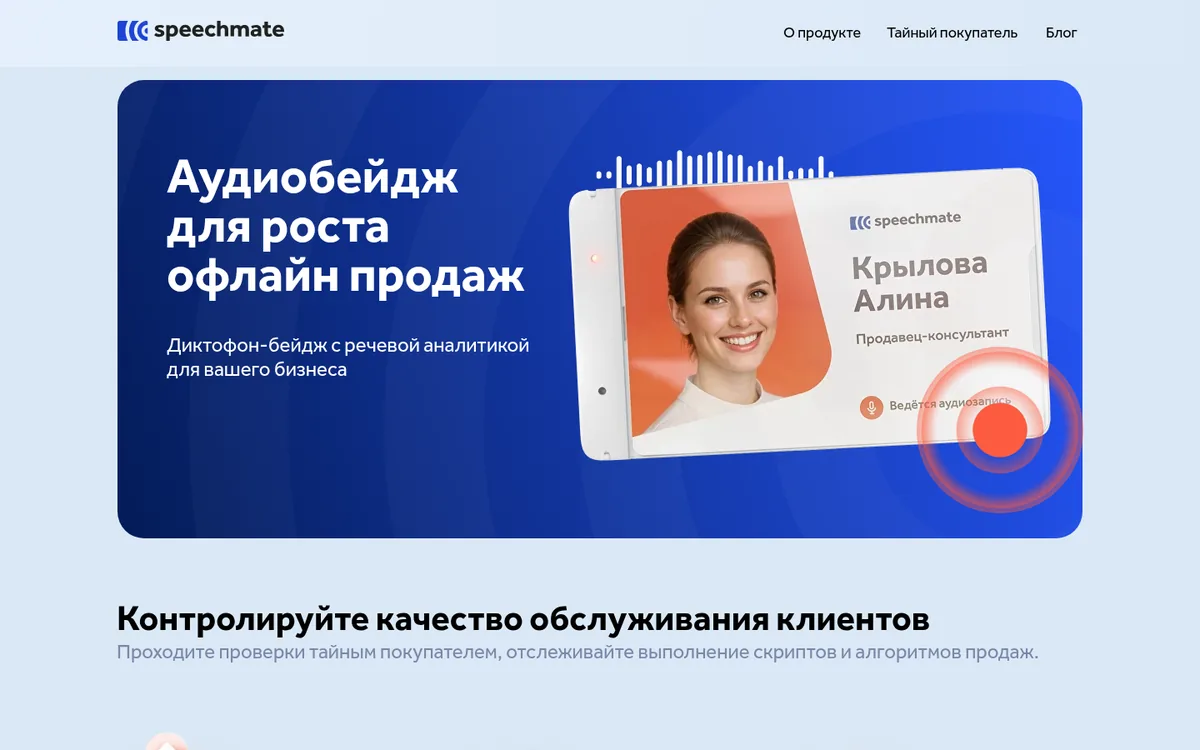 speechmate
О продукте
Тайный покупатель
Блог
Аудиобейдж
для роста
офлайн продаж
Диктофон-бейдж с речевой аналитикой
для вашего бизнеса
speechmate
Крылова
Алина
Продавец-консультант
Ведётся аудиозапись
Контролируйте качество обслуживания клиентов
Проходите проверки тайным покупателем, отслеживайте выполнение скриптов и алгоритмов продаж.